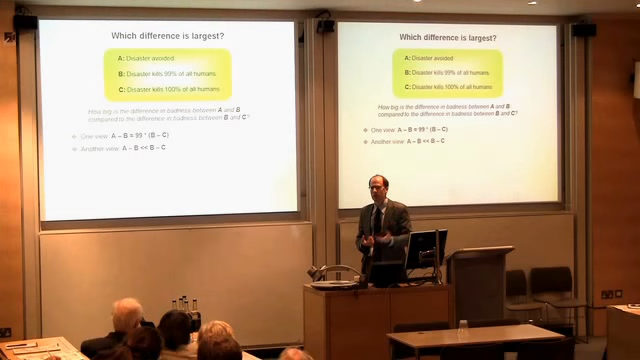 Which difference is largest?
A: Disaster avoided
B: Disaster kills 99% of all humans
C: Disaster kills 100% of all humans
How big is the difference in badness between A and B
compared to the difference in badness between B and C?
One view: A – B = 99 * (B – C)
Another view: A – B << B – C
Which difference is largest?
A: Disaster avoided
B: Disaster kills 99% of all humans
C: Disaster kills 100% of all humans
How big is the difference in badness between A and B
compared to the difference in badness between B and C?
One view: A – B = 99 * (B – C)
Another view: A – B << B – C